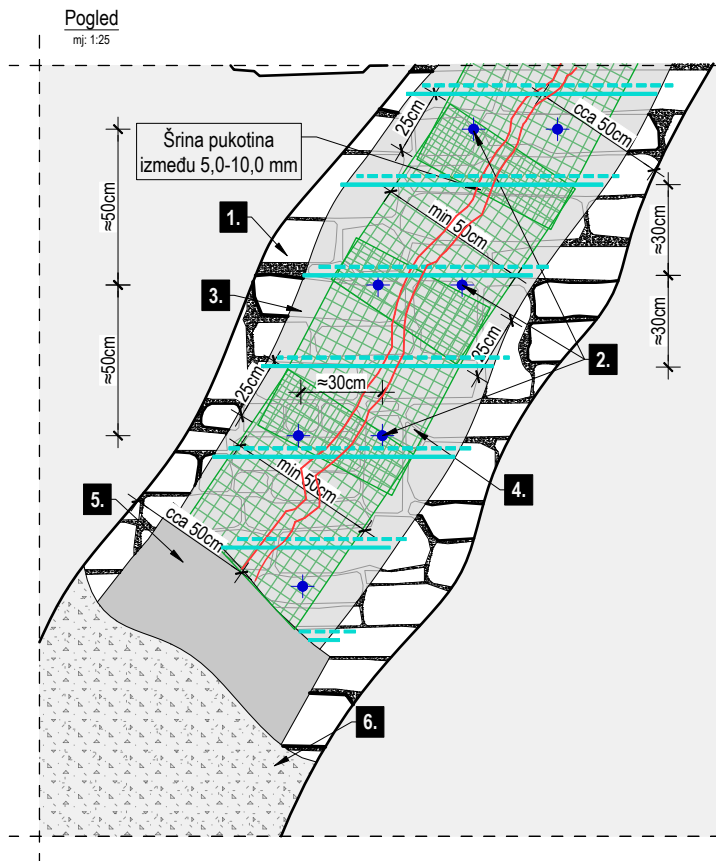 Pogled
mj: 1:25
25cm
cca 50cm
Šrina pukotina
između 5,0-10,0 mm
≈50cm
min 50cm
1.
≈30cm
3.
≈50cm
≈30cm
25cm
2.
≈30cm
25cm
min 50cm
4.
5.
cca 50cm
6.